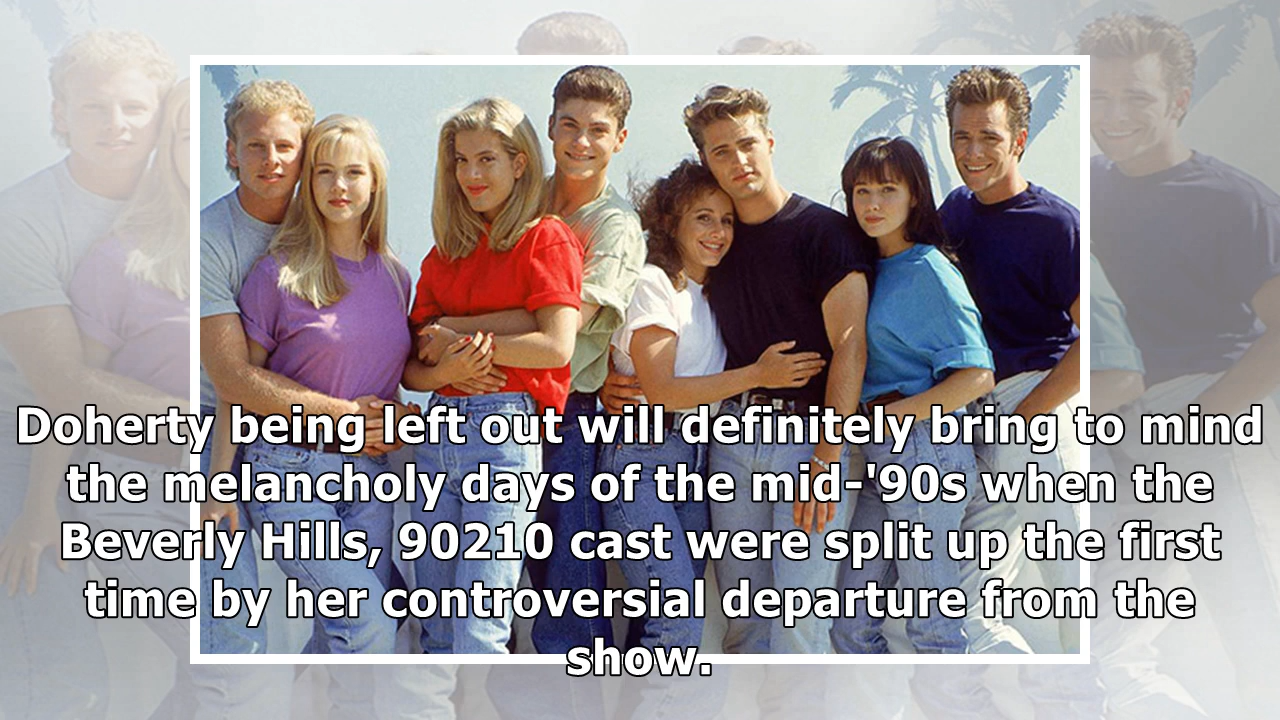 Doherty being left out will definitely bring to mind
the melancholy days of the mid-'90s when the
Beverly Hills, 90210 cast were split up the first
time by her controversial departure from the
show.